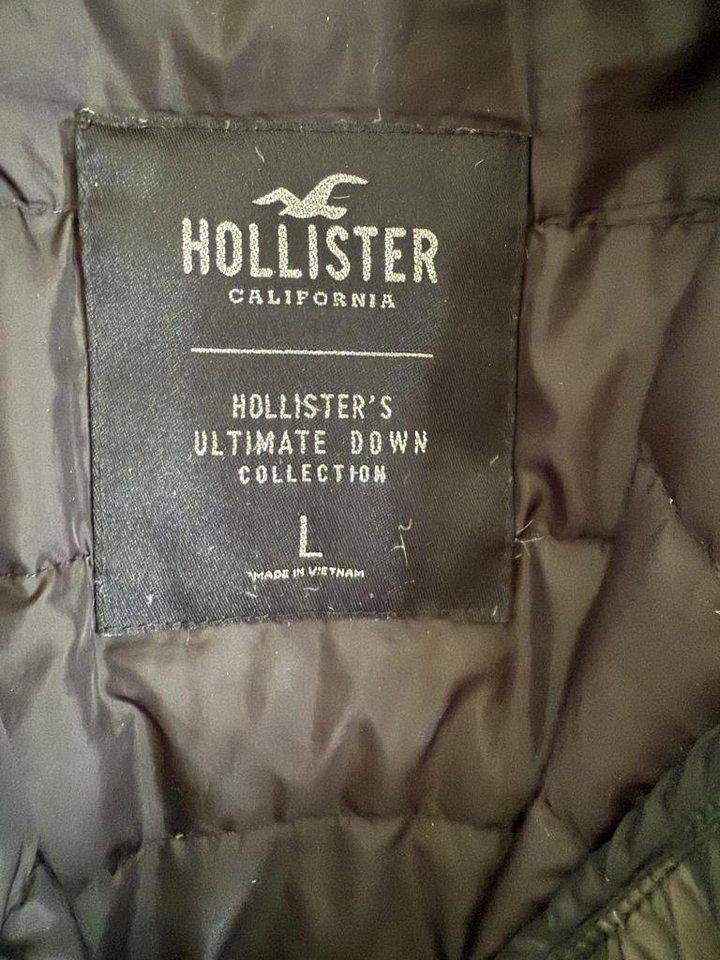 HOLLISTER
CALIFORNIA
HOLLISTER'S
ULTIMATE DOWN
COLLECTION
L
MADE IN VIETNAM